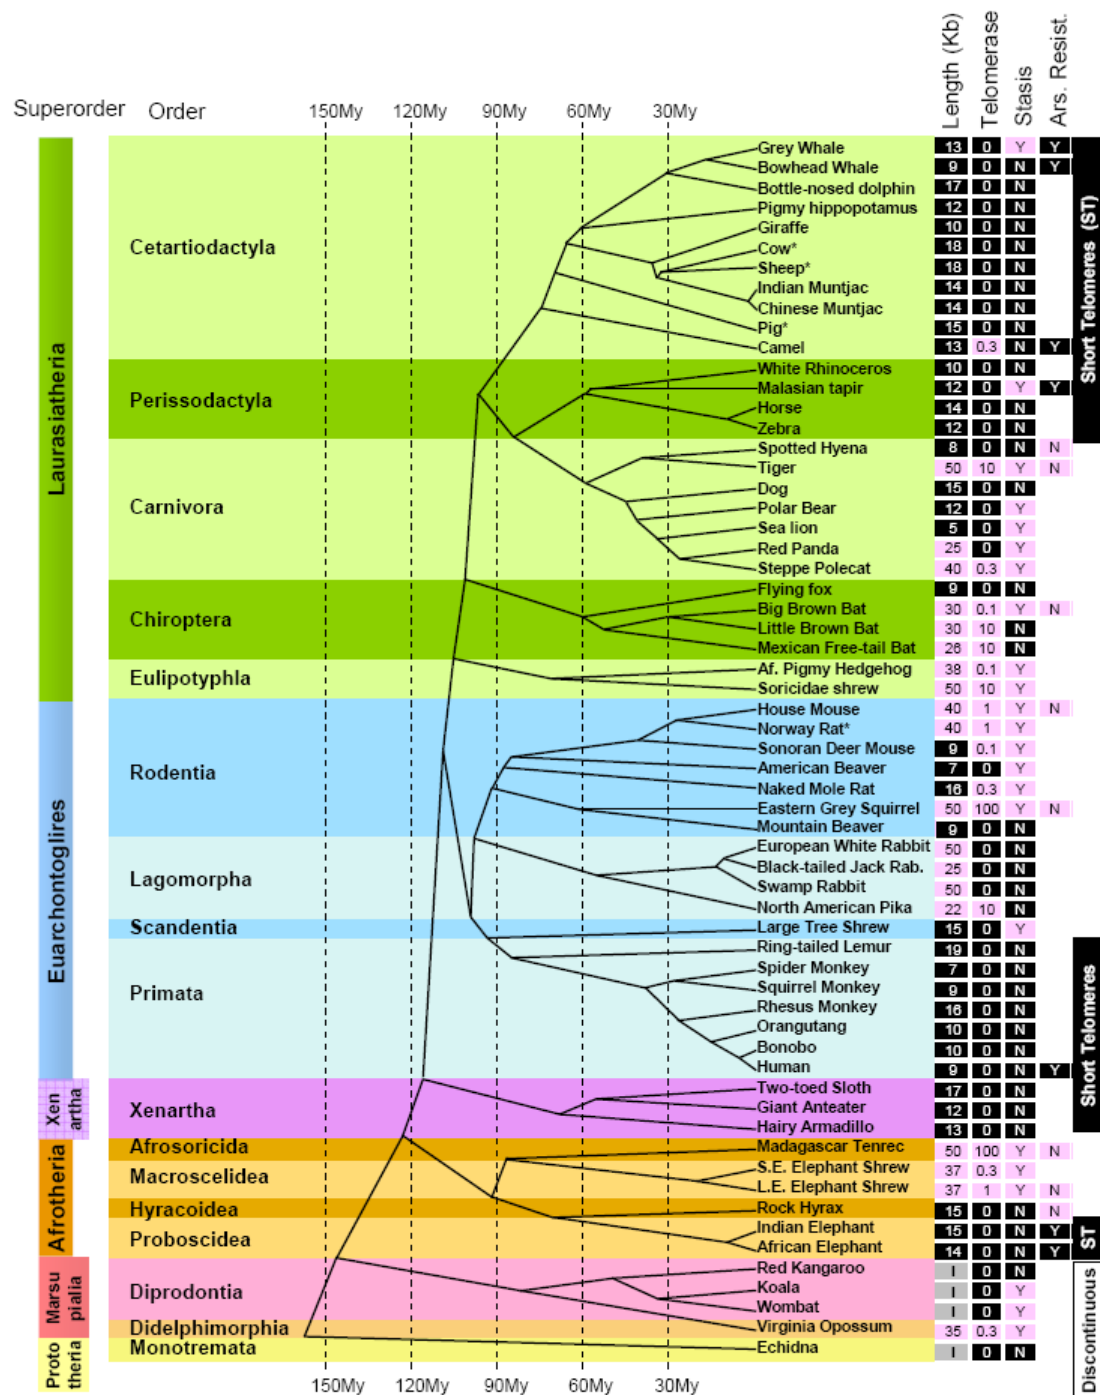 Length (Kb)
Telomerase
Stasis
Ars. Resist.
Superorder Order 150My 120My 90My 60My 30My
Laurasiatheria
Cetartiodactyla
Grey Whale 13 0 Y Y
Bowhead Whale 9 0 N Y
Bottle-nosed dolphin 17 0 N
Pigmy hippopotamus 12 0 N
Giraffe 10 0 N
Cow* 18 0 N
Sheep* 18 0 N
Indian Muntjac 14 0 N
Chinese Muntjac 14 0 N
Pig* 15 0 N
Camel 13 0.3 N Y
Perissodactyla
White Rhinoceros 10 0 N
Malasian tapir 12 0 Y Y
Horse 14 0 N
Zebra 12 0 N
Short Telomeres (ST)
Carnivora
Spotted Hyena 8 0 N N
Tiger 50 10 Y N
Dog 15 0 N
Polar Bear 12 0 Y
Sea lion 5 0 Y
Red Panda 25 0 Y
Steppe Polecat 40 0.3 Y
Chiroptera
Flying fox 9 0 N
Big Brown Bat 30 0.1 Y N
Little Brown Bat 30 10 N
Mexican Free-tail Bat 26 10 N
Eulipotyphla
Af. Pigmy Hedgehog 38 0.1 Y
Soricidae shrew 50 10 Y
Euarchontoglires
Rodentia
House Mouse 40 1 Y N
Norway Rat* 40 1 Y
Sonoran Deer Mouse 9 0.1 Y
American Beaver 7 0 Y
Naked Mole Rat 16 0.3 Y
Eastern Grey Squirrel 50 100 Y N
Mountain Beaver 9 0 N
Lagomorpha
European White Rabbit 50 0 N
Black-tailed Jack Rab. 25 0 N
Swamp Rabbit 50 0 N
North American Pika 22 10 N
Scandentia
Large Tree Shrew 15 0 Y
Primata
Ring-tailed Lemur 19 0 N
Spider Monkey 7 0 N
Squirrel Monkey 9 0 N
Rhesus Monkey 16 0 N
Orangutang 10 0 N
Bonobo 10 0 N
Human 9 0 N Y
Short Telomeres
Xen
artha
Xenartha
Two-toed Sloth 17 0 N
Giant Anteater 12 0 N
Hairy Armadillo 13 0 N
Afrotheria
Afrosoricida
Madagascar Tenrec 50 100 Y N
Macroscelidea
S.E. Elephant Shrew 37 0.3 Y
L.E. Elephant Shrew 37 1 Y N
Hyracoidea
Rock Hyrax 15 0 N N
Proboscidea
Indian Elephant 15 0 N Y
African Elephant 14 0 N Y
ST
Marsu
pialia
Diprodontia
Red Kangaroo I 0 N
Koala I 0 Y
Wombat I 0 Y
Didelphimorphia
Virginia Opossum 35 0.3 Y
Proto
theria
Monotremata
Echidna I 0 N
Discontinuous
150My 120My 90My 60My 30My